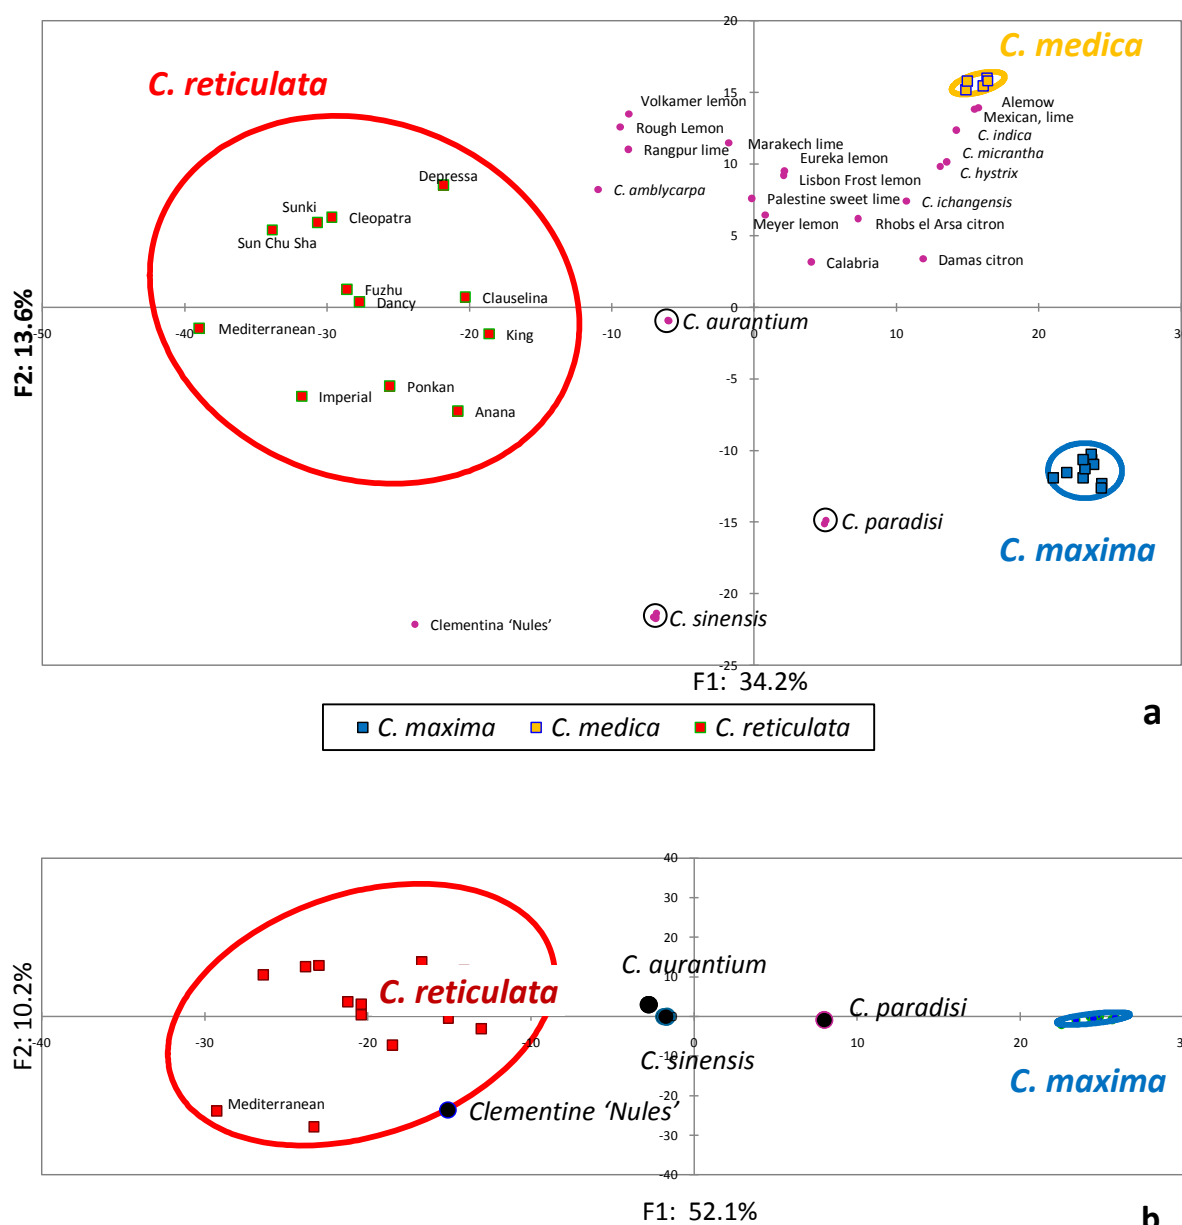 20
C. medica
C. reticulata
15
Volkamer lemon
Alemow
Mexican, lime
Rough Lemon
C. indica
Rangpur lime
Marakech lime
C. micrantha
10
Eureka lemon
C. hystrix
Depressa
Lisbon Frost lemon
C. amblycarpa
Palestine sweet lime
C. ichangensis
Sunki
Cleopatra
Meyer lemon
Rhobs el Arsa citron
Sun Chu Sha
5
Calabria
Damas citron
Fuzhu
Clauselina
Dancy
0
-50 -40 -30 -20 -10 0 10 20 3
Mediterranean
C. aurantium
King
F2: 13.6%
-5
Ponkan
Imperial
Anana
-10
-15
C. paradisi
C. maxima
-20
C. sinensis
Clementina ‘Nules’
-25
F1: 34.2%
a
C. maxima C. medica C. reticulata
40
30
20
C. aurantium
10
C. reticulata
C. paradisi
0
-40 -30 -20 -10 0 10 20 3
F2: 10.2%
-10
C. sinensis
C. maxima
-20
Mediterranean
Clementine ‘Nules’
-30
-40
F1: 52.1%
b